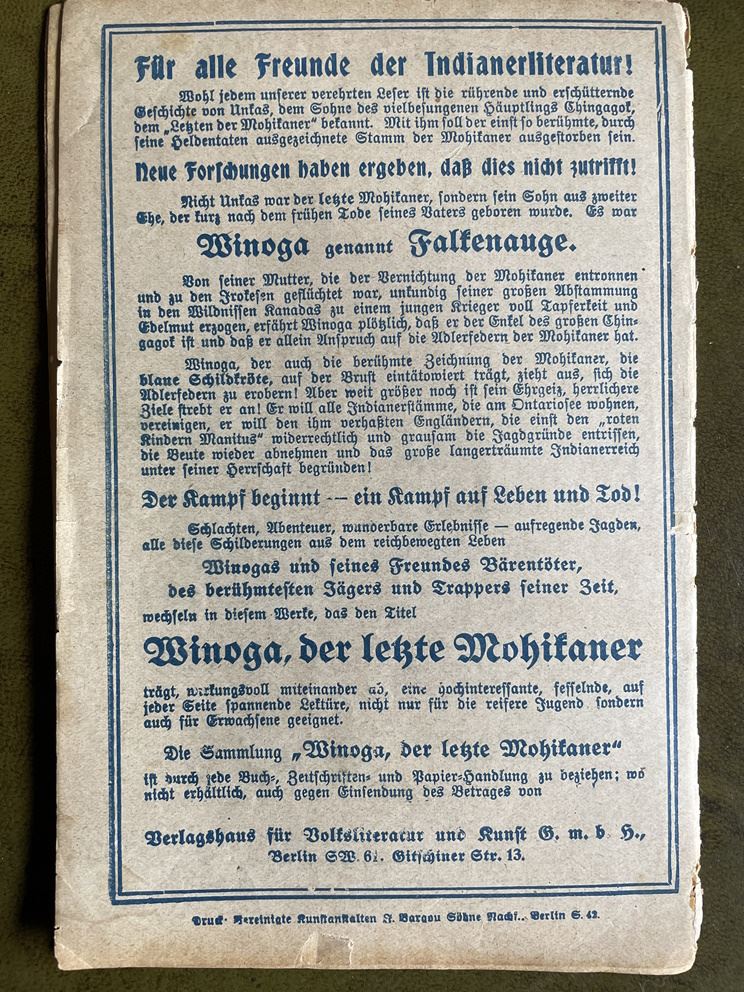 Für alle Freunde der Indianerliteratur!
Wohl jedem unserer verehrten Leser ist die rührende und erschütternde
Geschichte von Unkas, dem Sohne des vielbesungenen Häuptlings Chingagok,
dem „Letzten der Mohikaner“ bekannt. Mit ihm soll der einst so berühmte, durch
seine Heldentaten ausgezeichnete Stamm der Mohikaner ausgestorben sein.
Neue Forschungen haben ergeben, daß dies nicht zutrifft!
Nicht Unkas war der letzte Mohikaner, sondern sein Sohn aus zweiter
Ehe, der kurz nach dem frühen Tode seines Vaters geboren wurde. Es war
Winoga genannt Falkenauge.
Von seiner Mutter, die der Vernichtung der Mohikaner entronnen
und zu den Irokesen geflüchtet war, unkundig seiner großen Abstammung
in den Wildnissen Kanadas zu einem jungen Krieger voll Tapferkeit und
Edelmut erzogen, erfährt Winoga plötzlich, daß er der Enkel des großen Chin-
gagok ist und daß er allein Anspruch auf die Adlerfedern der Mohikaner hat.
Winoga, der auch die berühmte Zeichnung der Mohikaner, die
blaue Schildkröte, auf der Brust eintätowiert trägt, zieht aus, sich die
Adlerfedern zu erobern! Aber weit größer noch ist sein Ehrgeiz, herrlichere
Ziele strebt er an! Er will alle Indianerstämme, die am Ontariosee wohnen,
vereinigen, er will den ihm verhaßten Engländern, die einst den „roten
Kindern Manitus“ widerrechtlich und grausam die Jagdgründe entrissen,
die Beute wieder abnehmen und das große langerträumte Indianerreich
unter seiner Herrschaft begründen!
Der Kampf beginnt — ein Kampf auf Leben und Tod!
Schlachten, Abenteuer, wunderbare Erlebnisse — aufregende Jagden,
alle diese Schilderungen aus dem reichbewegten Leben
Winogas und seines Freundes Bärentöter,
des berühmtesten Jägers und Trappers seiner Zeit,
wechseln in diesem Werke, das den Titel
Winoga, der letzte Mohikaner
trägt, wirkungsvoll miteinander ab, eine hochinteressante, fesselnde, auf
jeder Seite spannende Lektüre, nicht nur für die reifere Jugend sondern
auch für Erwachsene geeignet.
Die Sammlung „Winoga, der letzte Mohikaner“
ist durch jede Buch-, Zeitschriften- und Papier-Handlung zu beziehen; wo
nicht erhältlich, auch gegen Einsendung des Betrages von
Verlagshaus für Volksliteratur und Kunst G. m. b. H.,
Berlin SW. Gitschiner Str. 13.
Druck: Vereinigte Kunstanstalten Bargou Söhne Nachf., Berlin S. 42.